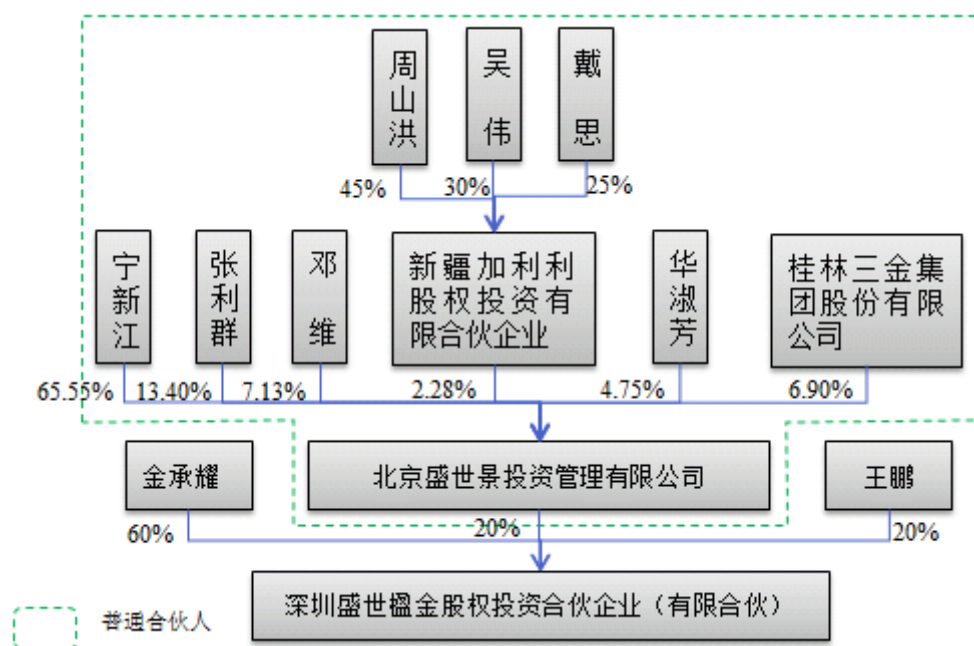 周山洪
吴伟
戴思
45%
30%
25%
宁新江
张利群
邓维
新疆加利利
股权投资有
限合伙企业
华淑芳
桂林三金集
团股份有限
公司
65.55%
13.40%
7.13%
2.28%
4.75%
6.90%
金承耀
北京盛世景投资管理有限公司
王鹏
60%
20%
20%
深圳盛世楹金股权投资合伙企业（有限合伙）
普通合伙人